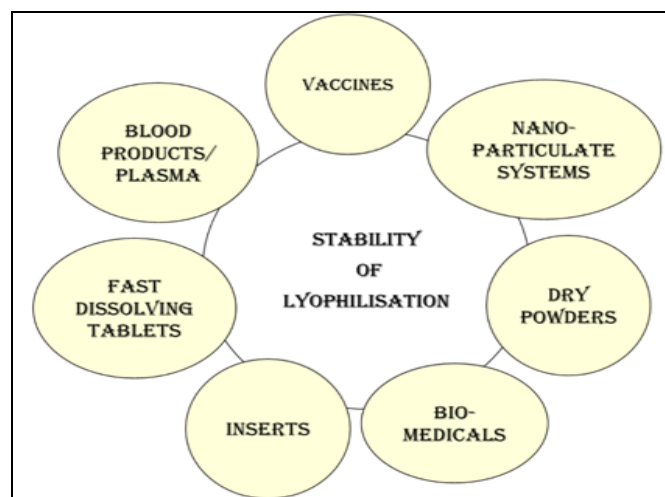 VACCINES
NANO-
PARTICULATE
SYSTEMS
DRY
POWDERS
BIO-
MEDICALS
INSERTS
FAST
DISSOLVING
TABLETS
BLOOD
PRODUCTS/
PLASMA
STABILITY
OF
LYOPHILISATION